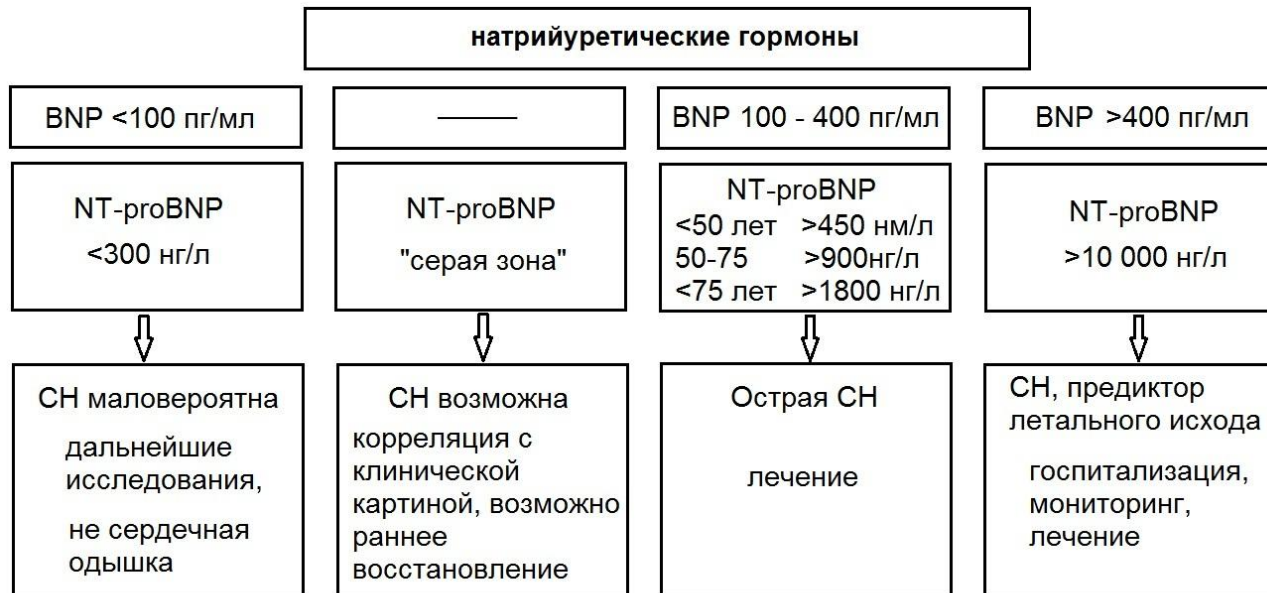 натрийуретические гормоны
BNP <100 пг/мл
———
BNP 100 - 400 пг/мл
BNP >400 пг/мл
NT-proBNP
<300 нг/л
NT-proBNP
"серая зона"
NT-proBNP
<50 лет >450 нм/л
50-75 >900нг/л
<75 лет >1800 нг/л
NT-proBNP
>10 000 нг/л
СН маловероятна
дальнейшие
исследования,
не сердечная
одышка
СН возможна
корреляция с
клинической
картиной, возможно
раннее
восстановление
Острая СН
лечение
СН, предиктор
летального исхода
госпитализация,
мониторинг,
лечение